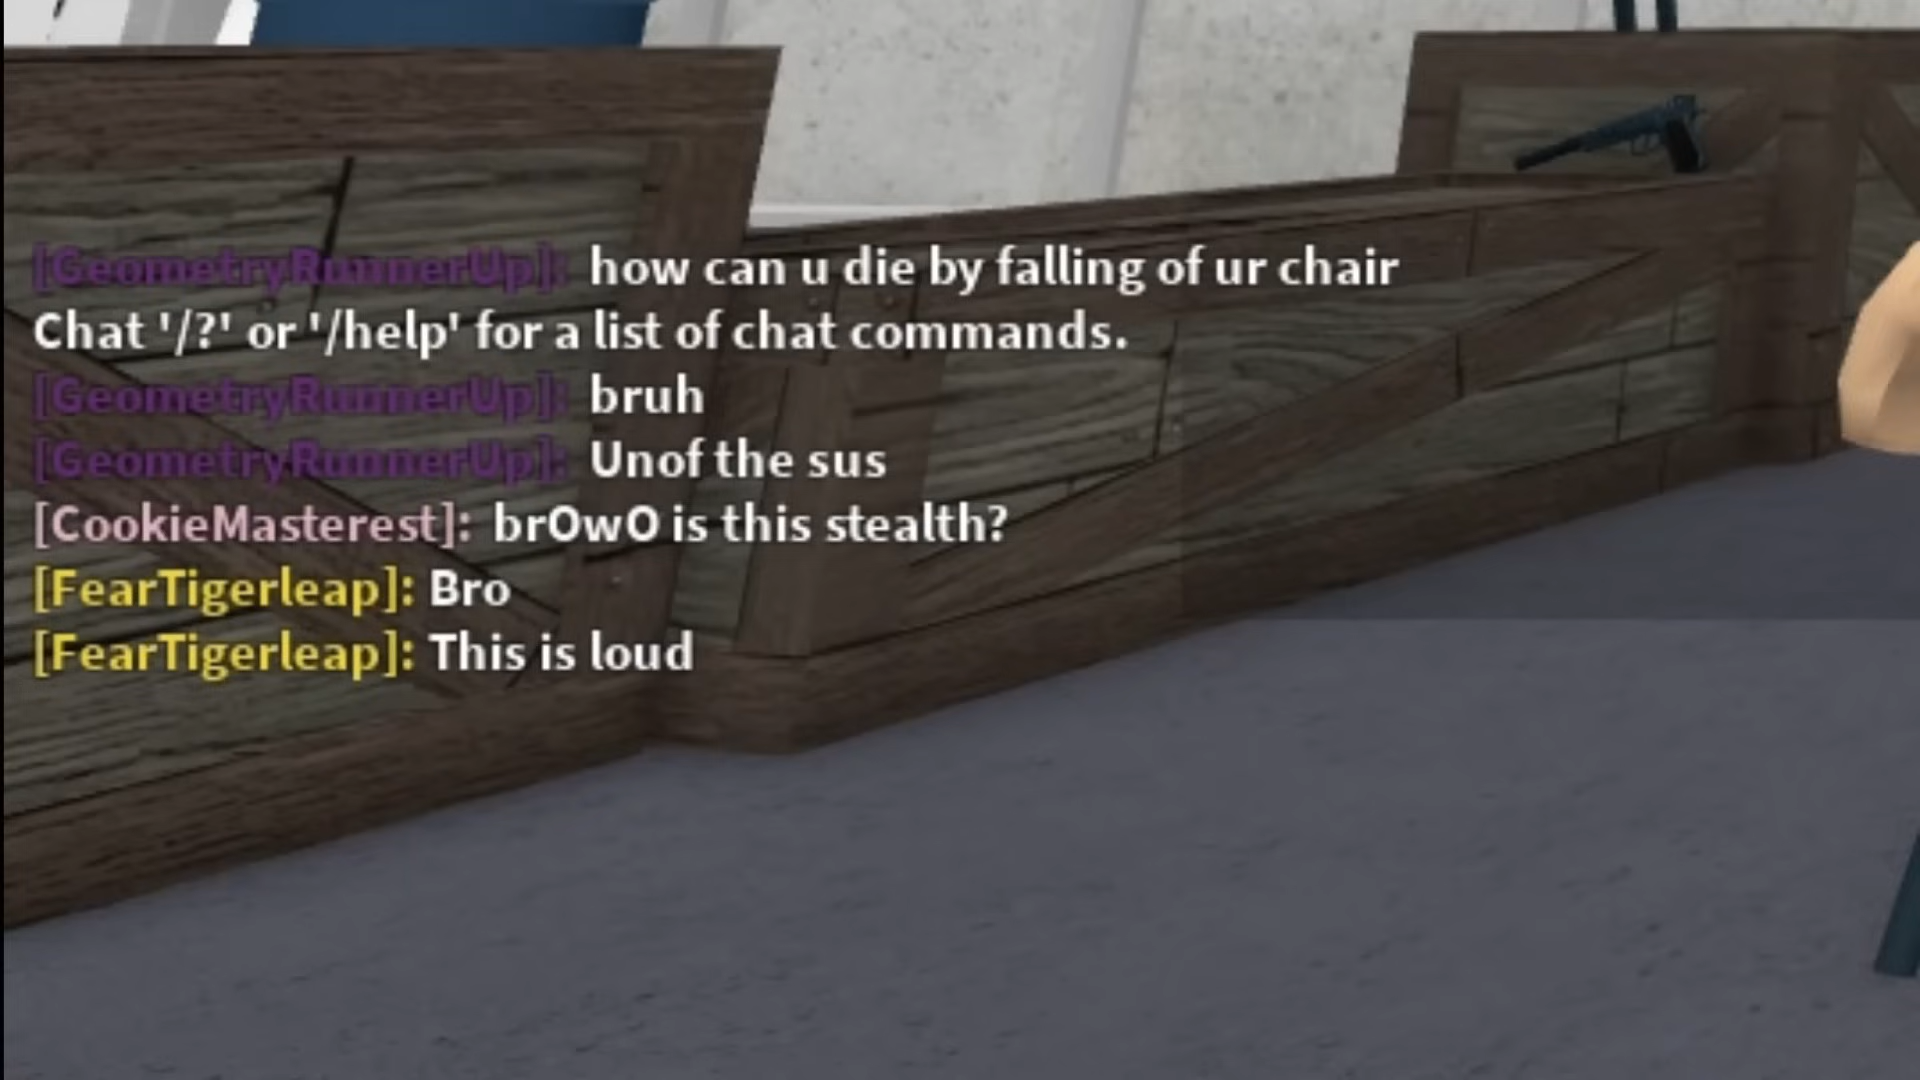 [GeometryRunnerUp]: how can u die by falling of ur chair
Chat '/?' or '/help' for a list of chat commands.
[GeometryRunnerUp]: bruh
[GeometryRunnerUp]: Unof the sus
[CookieMasterest]: brOwO is this stealth?
[FearTigerleap]: Bro
[FearTigerleap]: This is loud